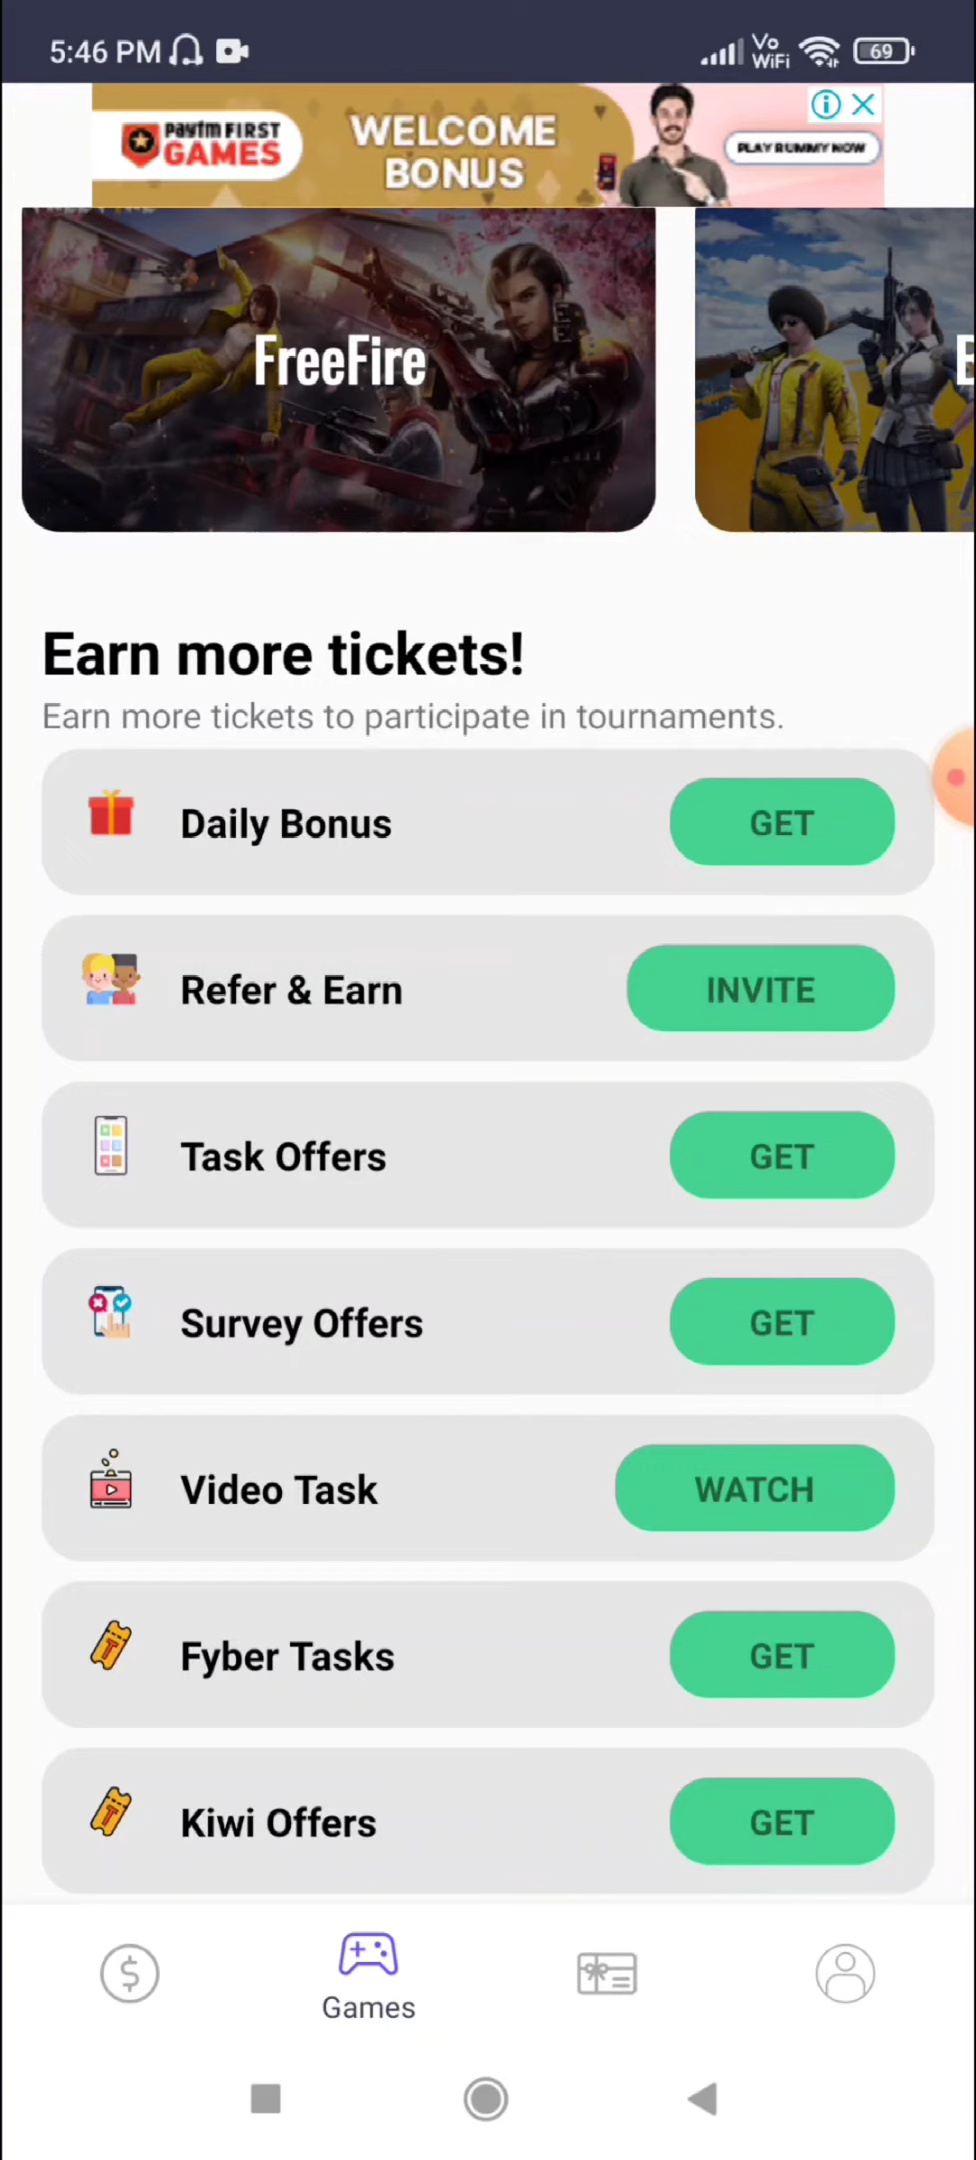 5:46 PM
Vo
WiFi
69
Paytm FIRST
GAMES
WELCOME
BONUS
PLAY RUMMY NOW
FreeFire
Earn more tickets!
Earn more tickets to participate in tournaments.
Daily Bonus
GET
Refer & Earn
INVITE
Task Offers
GET
Survey Offers
GET
Video Task
WATCH
Fyber Tasks
GET
Kiwi Offers
GET
Games